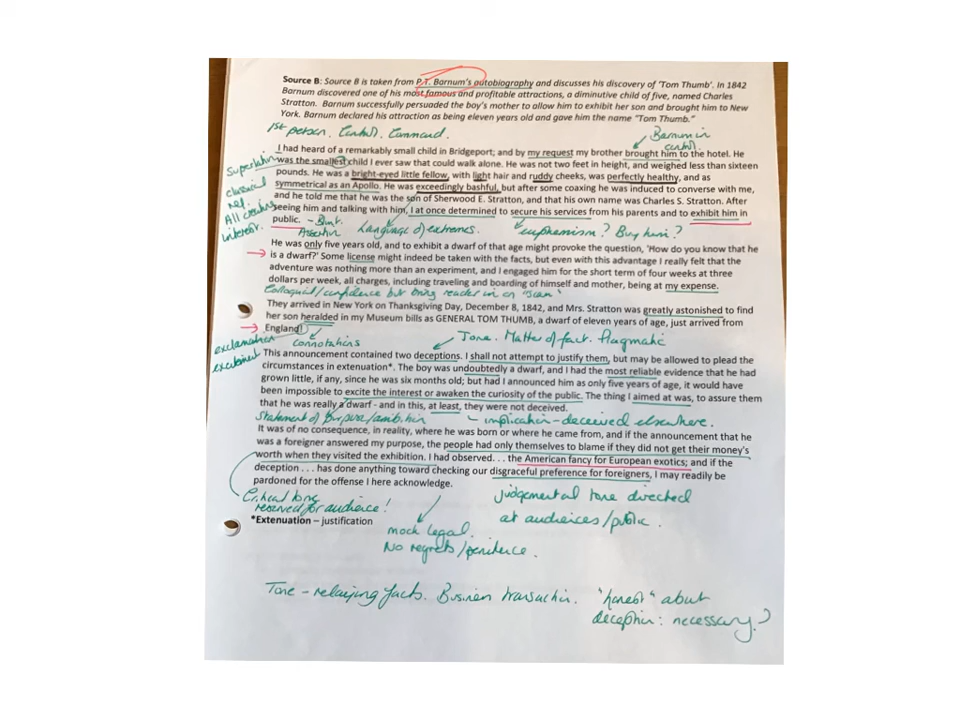 Source B: Source B is taken from P.T. Barnum's autobiography and discusses his discovery of 'Tom Thumb'. In 1842
Barnum discovered one of his most famous and profitable attractions, a diminutive child of five, named Charles
Stratton. Barnum successfully persuaded the boy's mother to allow him to exhibit her son and brought him to New
York. Barnum declared his attraction as being eleven years old and gave him the name "Tom Thumb."
1st person. Control. Command.
Barnum in
control.
I had heard of a remarkably small child in Bridgeport; and by my request my brother brought him to the hotel. He
was the smallest child I ever saw that could walk alone. He was not two feet in height, and weighed less than sixteen
pounds. He was a bright-eyed little fellow, with light hair and ruddy cheeks, was perfectly healthy, and as
symmetrical as an Apollo. He was exceedingly bashful, but after some coaxing he was induced to converse with me,
and he told me that he was the son of Sherwood E. Stratton, and that his own name was Charles S. Stratton. After
seeing him and talking with him, I at once determined to secure his services from his parents and to exhibit him in
public.
Superlative
classical
ref.
All creating
interest.
- Blunt.
Assertive
Language of extremes.
euphemism? Buy him?
He was only five years old, and to exhibit a dwarf of that age might provoke the question, 'How do you know that he
is a dwarf?' Some license might indeed be taken with the facts, but even with this advantage I really felt that the
adventure was nothing more than an experiment, and I engaged him for the short term of four weeks at three
dollars per week, all charges, including traveling and boarding of himself and mother, being at my expense.
Colloquial/confidence but bring reader in on "scam"
They arrived in New York on Thanksgiving Day, December 8, 1842, and Mrs. Stratton was greatly astonished to find
her son heralded in my Museum bills as GENERAL TOM THUMB, a dwarf of eleven years of age, just arrived from
England!
exclamation
excitement
connotations
Tone. Matter of fact. Pragmatic
This announcement contained two deceptions. I shall not attempt to justify them, but may be allowed to plead the
circumstances in extenuation*. The boy was undoubtedly a dwarf, and I had the most reliable evidence that he had
grown little, if any, since he was six months old; but had I announced him as only five years of age, it would have
been impossible to excite the interest or awaken the curiosity of the public. The thing I aimed at was, to assure them
that he was really a dwarf - and in this, at least, they were not deceived.
Statement of purpose/ambition
- implication - deceived elsewhere.
It was of no consequence, in reality, where he was born or where he came from, and if the announcement that he
was a foreigner answered my purpose, the people had only themselves to blame if they did not get their money's
worth when they visited the exhibition. I had observed. . . the American fancy for European exotics; and if the
deception . . . has done anything toward checking our disgraceful preference for foreigners, I may readily be
pardoned for the offense I here acknowledge.
Critical tone
reserved for audience!
judgemental tone directed
at audiences/public.
*Extenuation – justification
mock legal.
No regrets/penitence.
Tone - relaying facts. Business transaction.
"honest" about
deception: necessary?